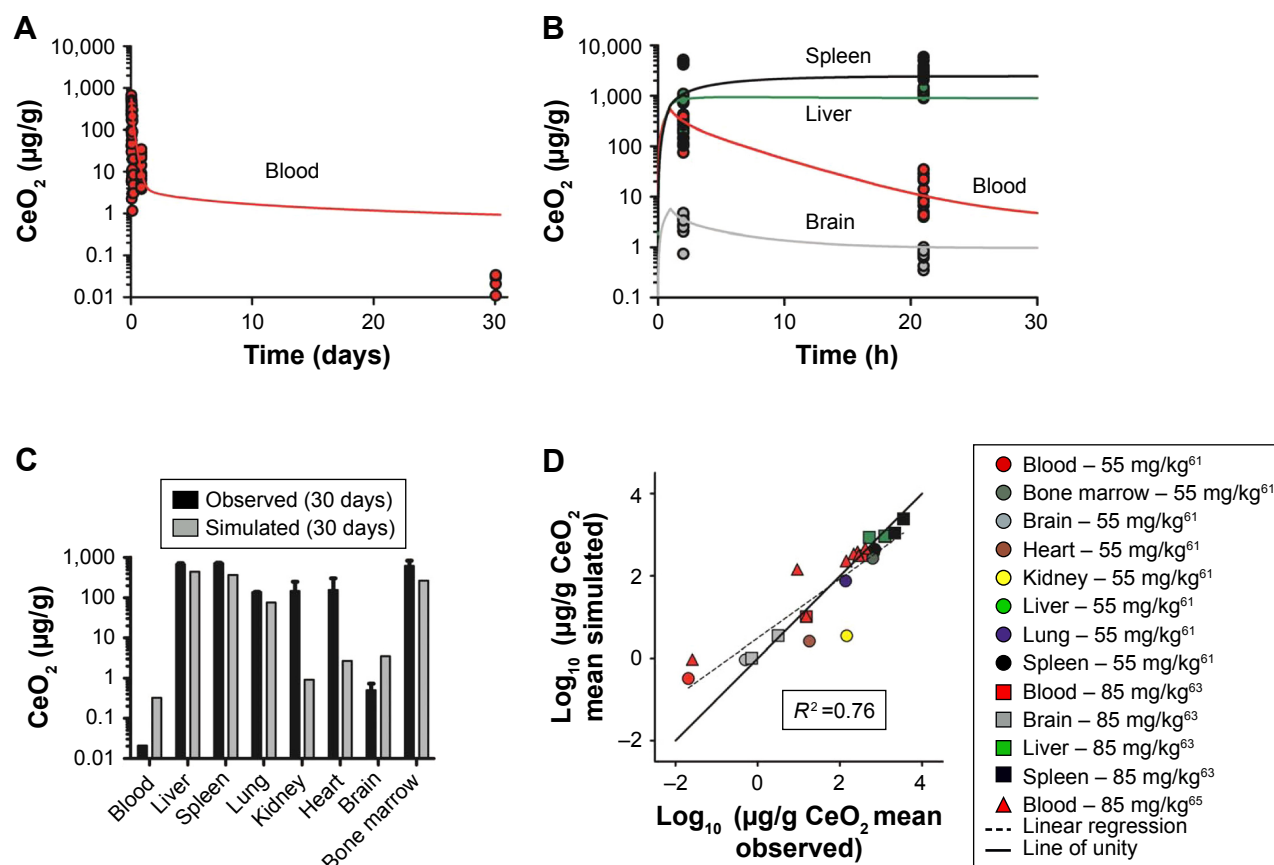 A
10,000
1,000
100
10
1
0.1
0.01
CeO₂ (µg/g)
Blood
0
10
20
30
Time (days)
B
10,000
1,000
100
10
1
0.1
CeO₂ (µg/g)
Spleen
Liver
Blood
Brain
0
10
20
30
Time (h)
C
Observed (30 days)
Simulated (30 days)
1,000
100
10
1
0.1
0.01
CeO₂ (µg/g)
Blood
Liver
Spleen
Lung
Kidney
Heart
Brain
Bone marrow
D
4
2
0
–2
Log₁₀ (µg/g CeO₂
mean simulated)
R² =0.76
–2
0
2
4
Log₁₀ (µg/g CeO₂ mean
observed)
Blood – 55 mg/kg⁶¹
Bone marrow – 55 mg/kg⁶¹
Brain – 55 mg/kg⁶¹
Heart – 55 mg/kg⁶¹
Kidney – 55 mg/kg⁶¹
Liver – 55 mg/kg⁶¹
Lung – 55 mg/kg⁶¹
Spleen – 55 mg/kg⁶¹
Blood – 85 mg/kg⁶³
Brain – 85 mg/kg⁶³
Liver – 85 mg/kg⁶³
Spleen – 85 mg/kg⁶³
Blood – 85 mg/kg⁶⁵
Linear regression
Line of unity